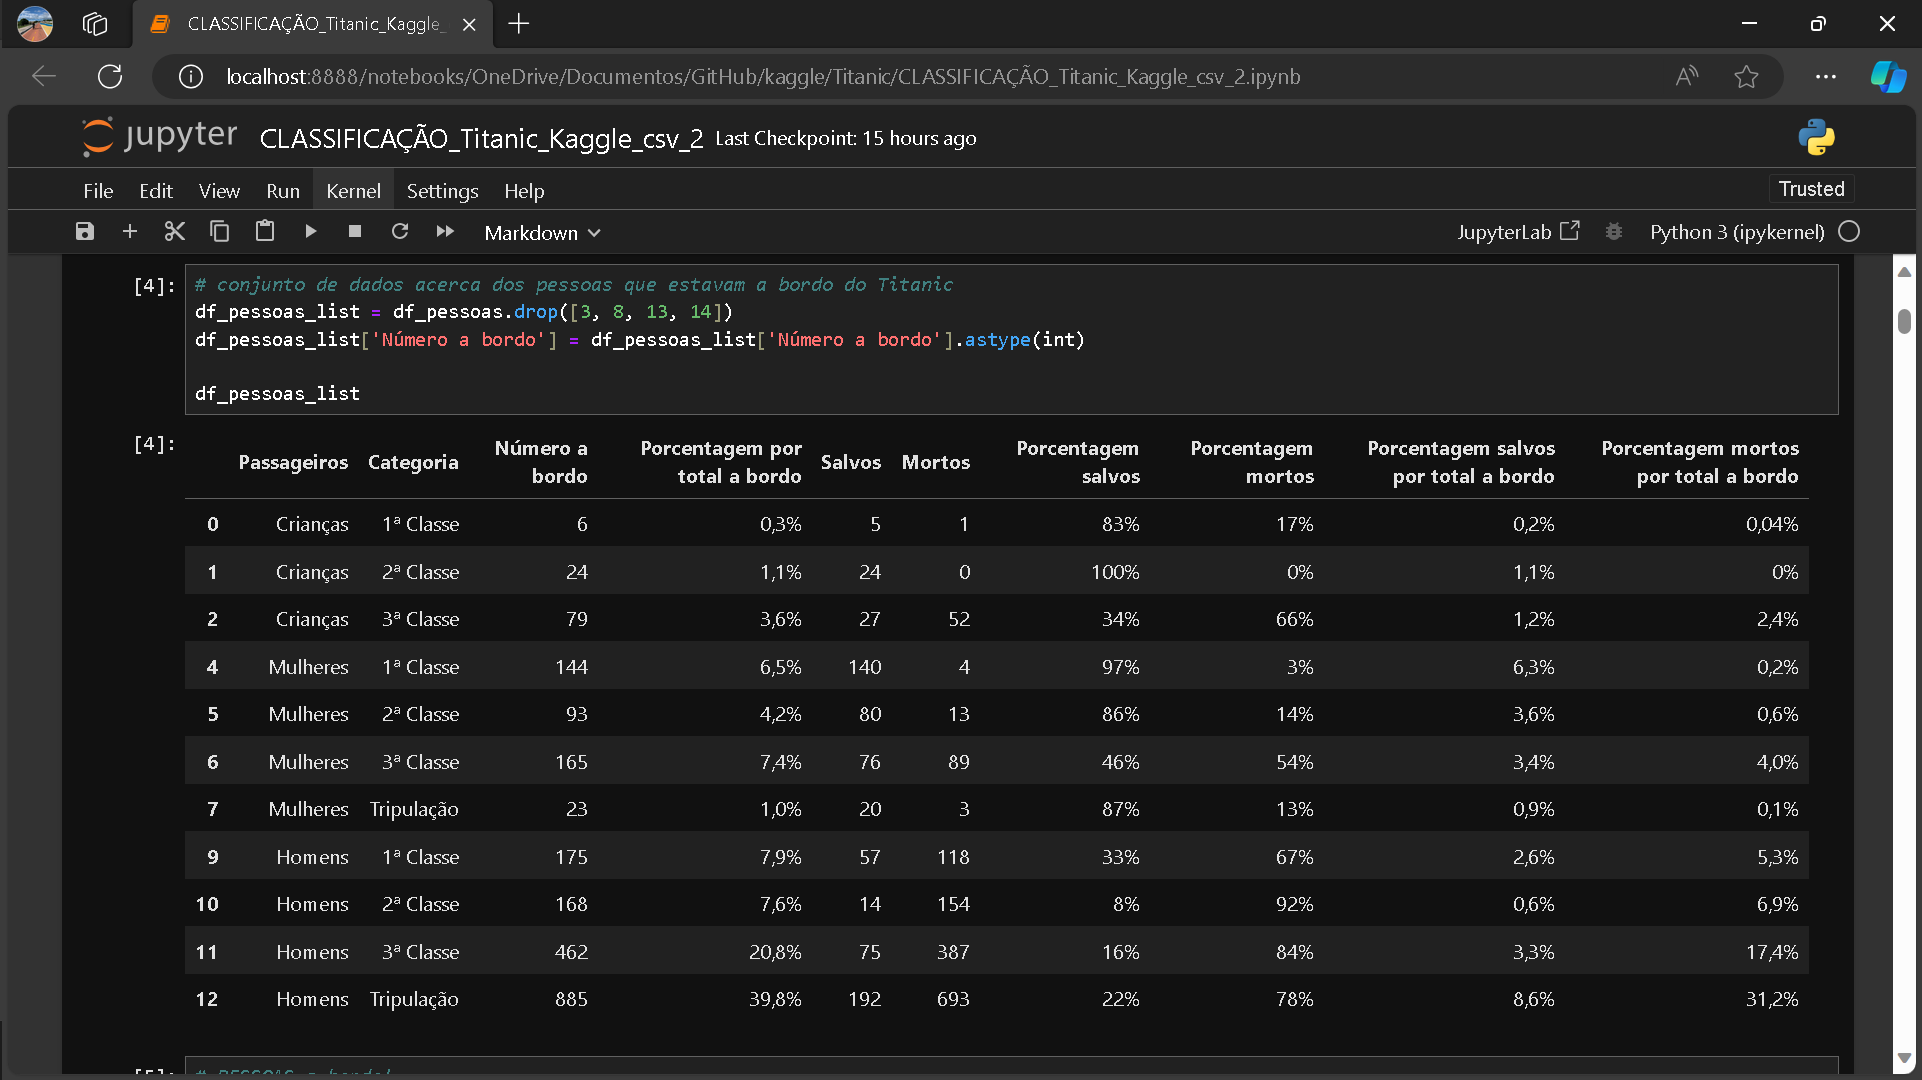 CLASSIFICAÇÃO_Titanic_Kaggle_
localhost:8888/notebooks/OneDrive/Documentos/GitHub/kaggle/Titanic/CLASSIFICAÇÃO_Titanic_Kaggle_csv_2.ipynb
jupyter CLASSIFICAÇÃO_Titanic_Kaggle_csv_2 Last Checkpoint: 15 hours ago
File Edit View Run Kernel Settings Help Trusted
Markdown JupyterLab Python 3 (ipykernel)
[4]: # conjunto de dados acerca dos pessoas que estavam a bordo do Titanic
df_pessoas_list = df_pessoas.drop([3, 8, 13, 14])
df_pessoas_list['Número a bordo'] = df_pessoas_list['Número a bordo'].astype(int)
df_pessoas_list
[4]:
Passageiros Categoria Número a bordo Porcentagem por total a bordo Salvos Mortos Porcentagem salvos Porcentagem mortos Porcentagem salvos por total a bordo Porcentagem mortos por total a bordo
0 Crianças 1ª Classe 6 0,3% 5 1 83% 17% 0,2% 0,04%
1 Crianças 2ª Classe 24 1,1% 24 0 100% 0% 1,1% 0%
2 Crianças 3ª Classe 79 3,6% 27 52 34% 66% 1,2% 2,4%
4 Mulheres 1ª Classe 144 6,5% 140 4 97% 3% 6,3% 0,2%
5 Mulheres 2ª Classe 93 4,2% 80 13 86% 14% 3,6% 0,6%
6 Mulheres 3ª Classe 165 7,4% 76 89 46% 54% 3,4% 4,0%
7 Mulheres Tripulação 23 1,0% 20 3 87% 13% 0,9% 0,1%
9 Homens 1ª Classe 175 7,9% 57 118 33% 67% 2,6% 5,3%
10 Homens 2ª Classe 168 7,6% 14 154 8% 92% 0,6% 6,9%
11 Homens 3ª Classe 462 20,8% 75 387 16% 84% 3,3% 17,4%
12 Homens Tripulação 885 39,8% 192 693 22% 78% 8,6% 31,2%